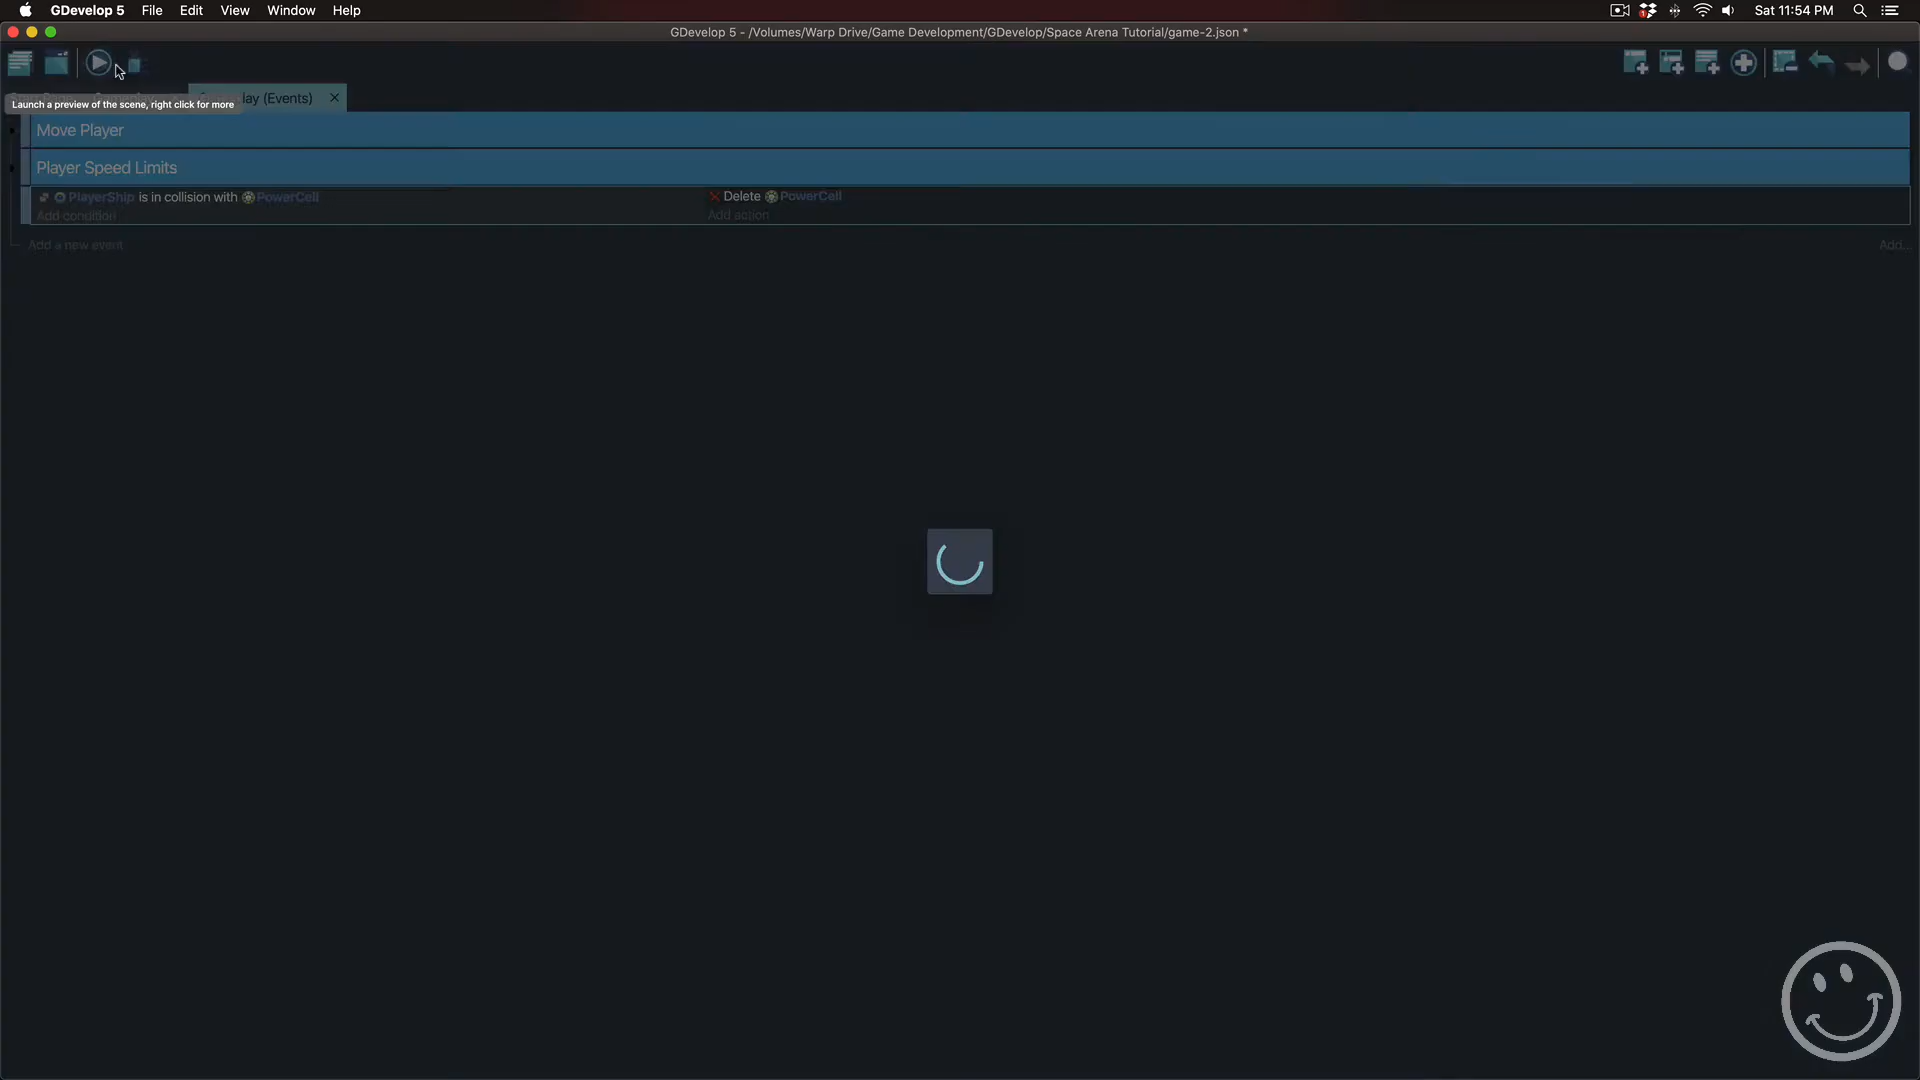 GDevelop 5 File Edit View Window Help
1
Sat 11:54 PM
GDevelop 5 - /Volumes/Warp Drive/Game Development/GDevelop/Space Arena Tutorial/game-2.json *
lay (Events)
Launch a preview of the scene, right click for more
Move Player
Player Speed Limits
PlayerShip is in collision with PowerCell
Delete PowerCell
Add condition
Add action
Add a new event
Add...